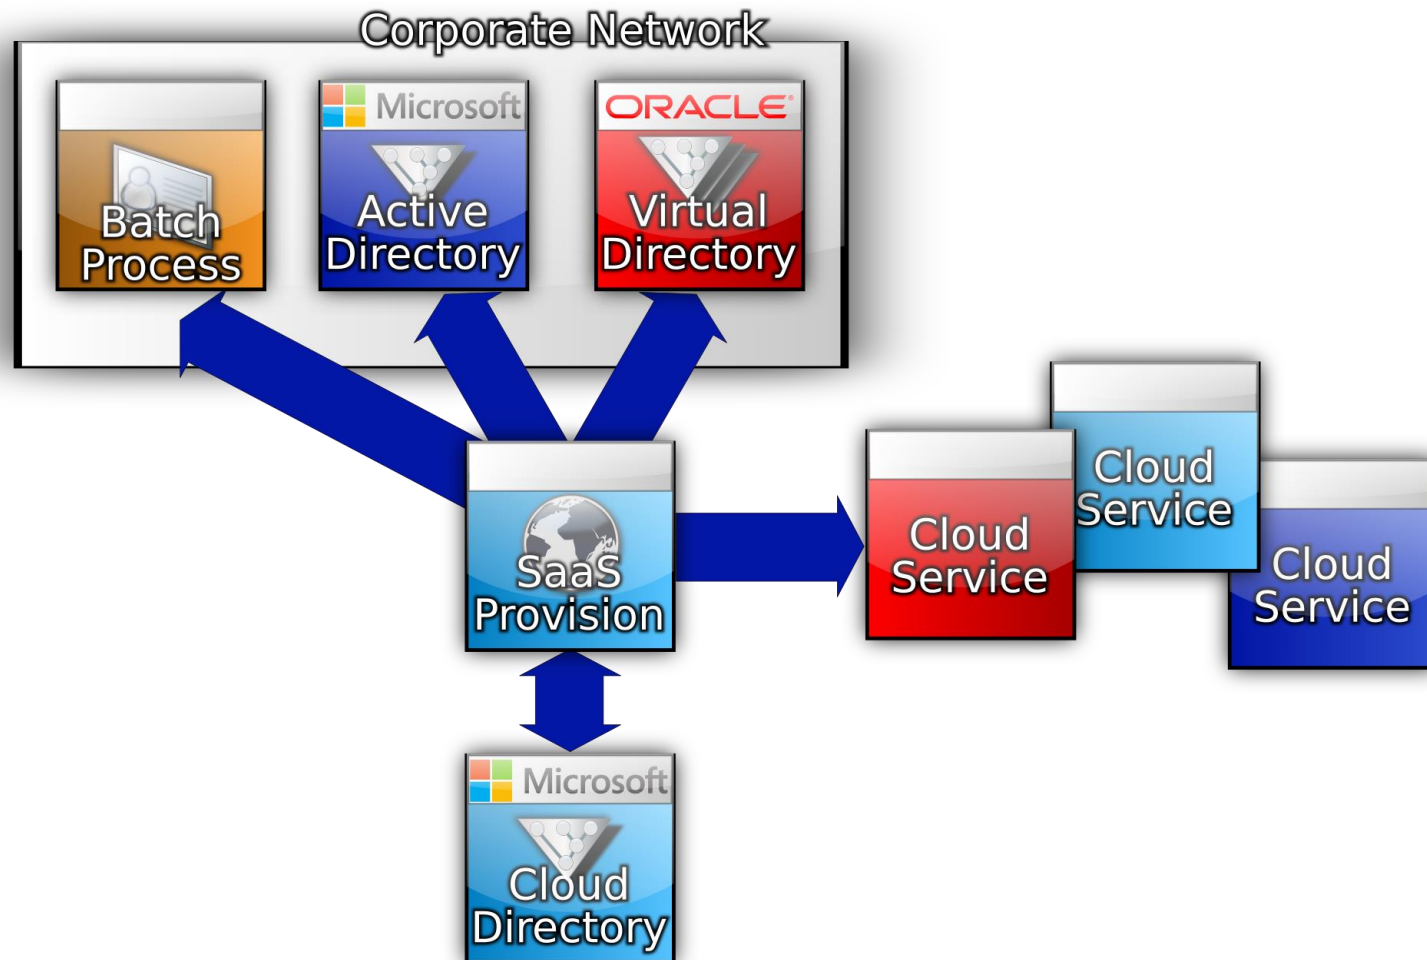 Corporate Network
Microsoft
ORACLE
Batch
Process
Active
Directory
Virtual
Directory
SaaS
Provision
Cloud
Service
Cloud
Service
Cloud
Service
Microsoft
Cloud
Directory